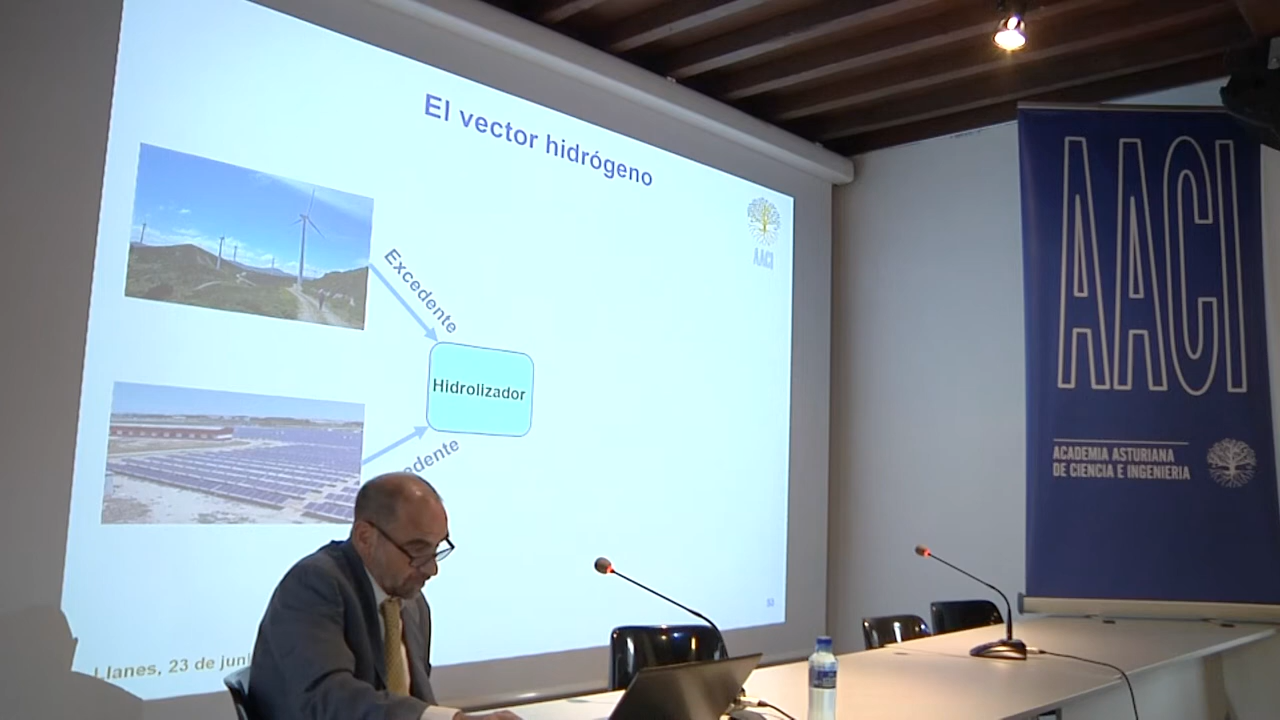 El vector hidrógeno
AACI
Excedente
Hidrolizador
edente
Llanes, 23 de juni
AACI
ACADEMIA ASTURIANA
DE CIENCIA E INGENIERIA